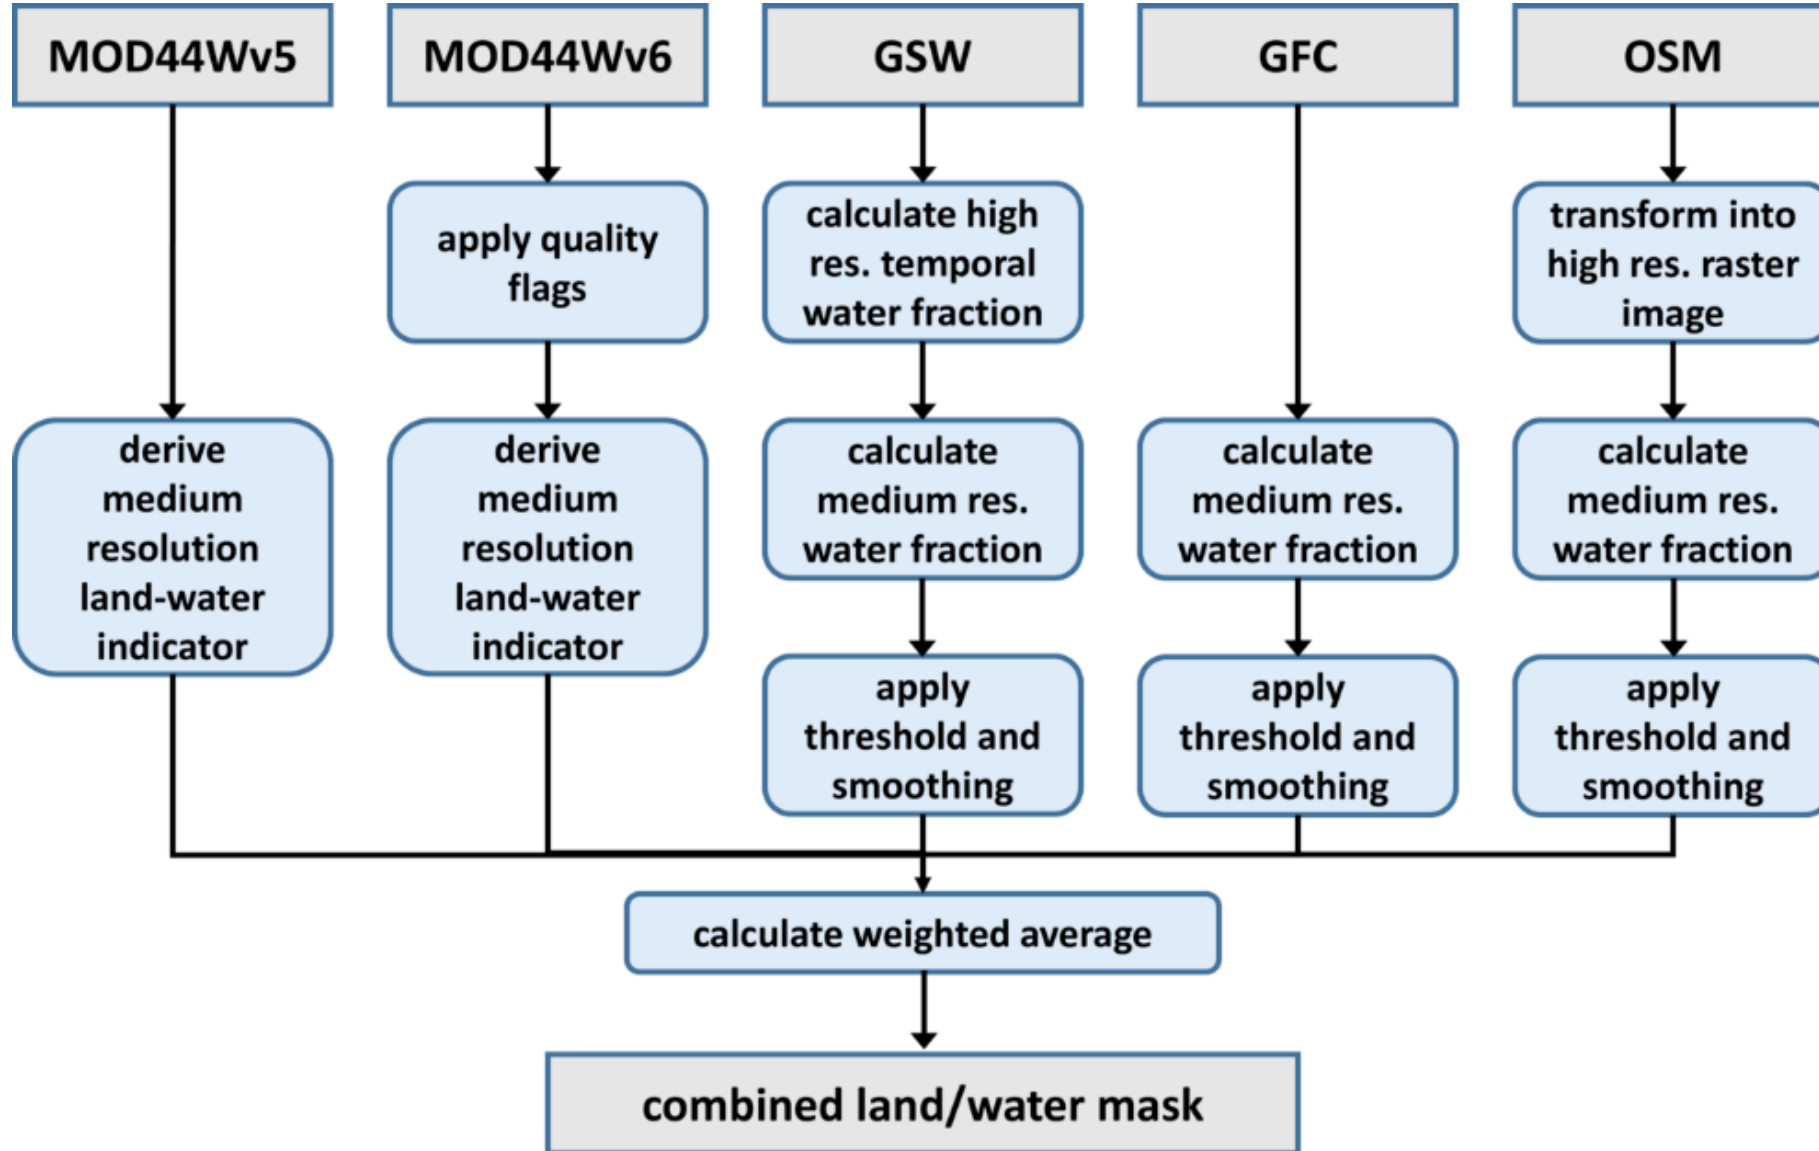 MOD44Wv5
MOD44Wv6
GSW
GFC
OSM
apply quality
flags
calculate high
res. temporal
water fraction
transform into
high res. raster
image
derive
medium
resolution
land-water
indicator
derive
medium
resolution
land-water
indicator
calculate
medium res.
water fraction
calculate
medium res.
water fraction
calculate
medium res.
water fraction
apply
threshold and
smoothing
apply
threshold and
smoothing
apply
threshold and
smoothing
calculate weighted average
combined land/water mask